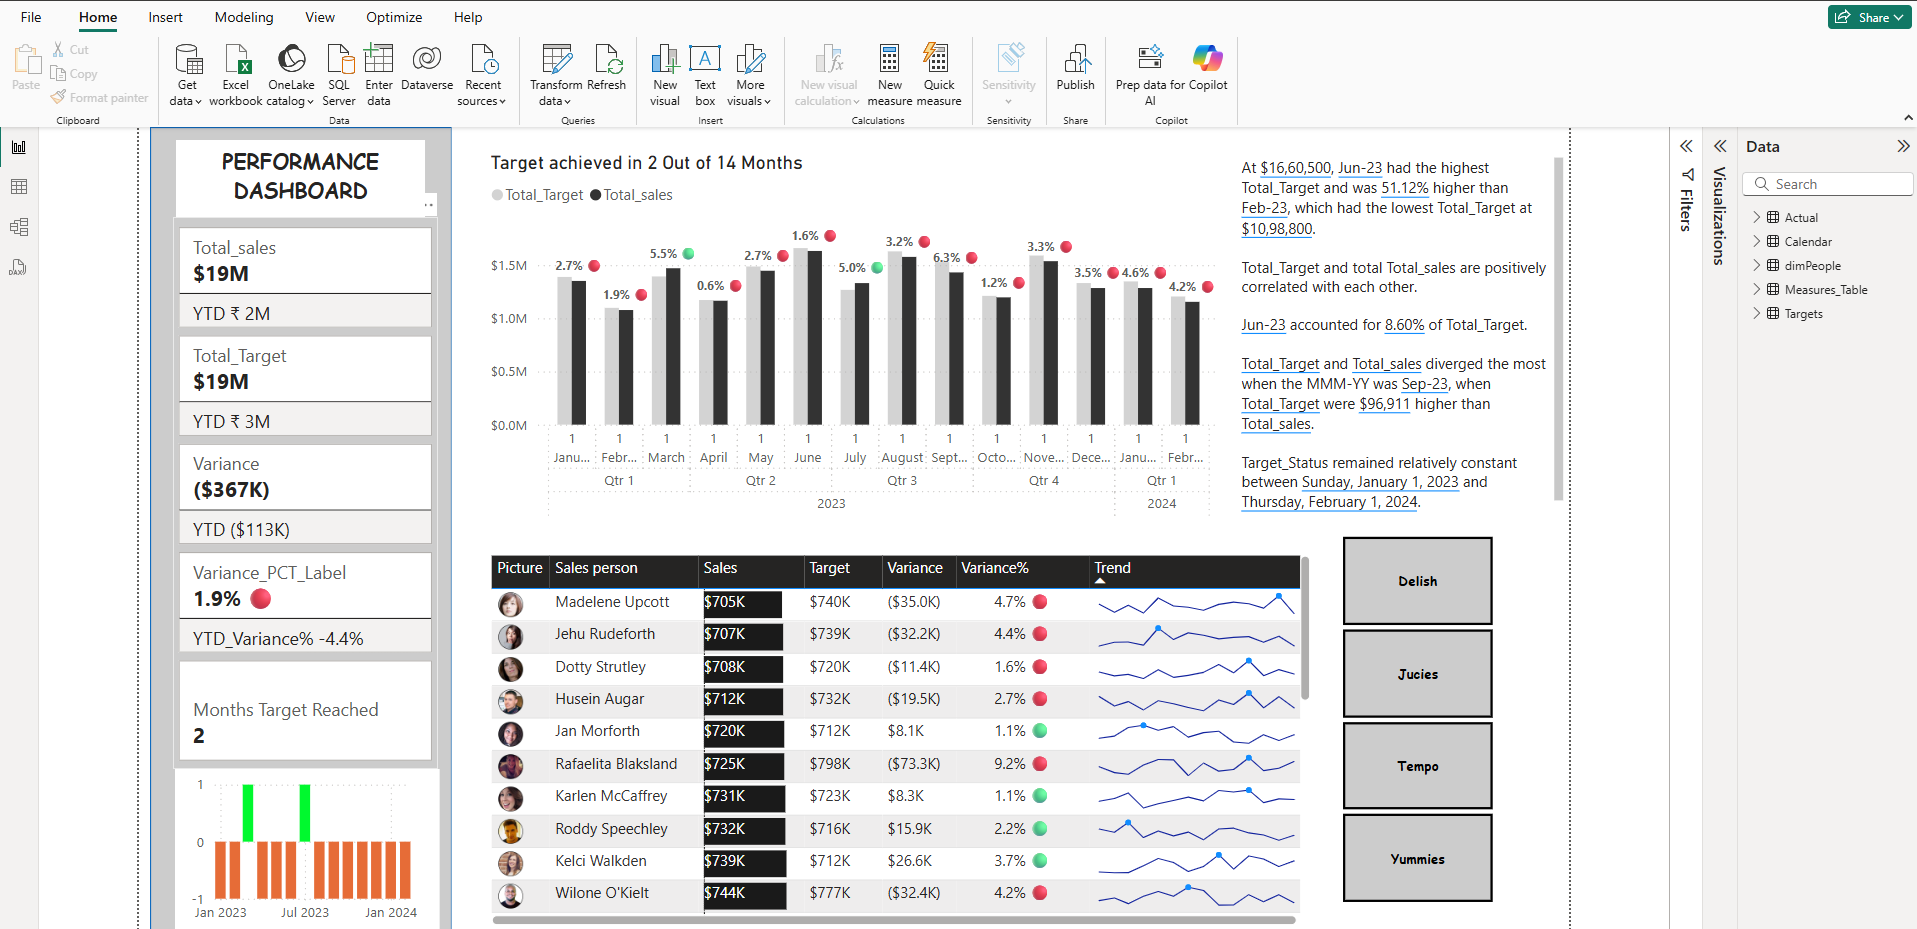 File Home Insert Modeling View Optimize Help Share
Paste
Cut
Copy
Format painter
Clipboard
Get data
Excel workbook
OneLake catalog
SQL Server
Enter data
Dataverse
Recent sources
Data
Transform data
Refresh
Queries
New visual
Text box
More visuals
Insert
New visual calculation
New measure
Quick measure
Calculations
Sensitivity
Sensitivity
Publish
Share
Prep data for AI
Copilot
Copilot
PERFORMANCE
DASHBOARD
Total_sales
$19M
YTD ₹ 2M
Total_Target
$19M
YTD ₹ 3M
Variance
($367K)
YTD ($113K)
Variance_PCT_Label
1.9%
YTD_Variance% -4.4%
Months Target Reached
2
1
0
-1
Jan 2023 Jul 2023 Jan 2024
Target achieved in 2 Out of 14 Months
Total_Target Total_sales
$1.5M
$1.0M
$0.5M
$0.0M
2.7% 1.9% 5.5% 0.6% 2.7% 1.6% 5.0% 3.2% 6.3% 1.2% 3.3% 3.5% 4.6% 4.2%
1 1 1 1 1 1 1 1 1 1 1 1 1 1
Janu... Febr... March April May June July August Sept... Octo... Nove... Dece... Janu... Febr...
Qtr 1 Qtr 2 Qtr 3 Qtr 4 Qtr 1
2023 2024
At $16,60,500, Jun-23 had the highest
Total_Target and was 51.12% higher than
Feb-23, which had the lowest Total_Target at
$10,98,800.
Total_Target and total Total_sales are positively
correlated with each other.
Jun-23 accounted for 8.60% of Total_Target.
Total_Target and Total_sales diverged the most
when the MMM-YY was Sep-23, when
Total_Target were $96,911 higher than
Total_sales.
Target_Status remained relatively constant
between Sunday, January 1, 2023 and
Thursday, February 1, 2024.
Picture Sales person Sales Target Variance Variance% Trend
Madelene Upcott $705K $740K ($35.0K) 4.7%
Jehu Rudeforth $707K $739K ($32.2K) 4.4%
Dotty Strutley $708K $720K ($11.4K) 1.6%
Husein Augar $712K $732K ($19.5K) 2.7%
Jan Morforth $720K $712K $8.1K 1.1%
Rafaelita Blaksland $725K $798K ($73.3K) 9.2%
Karlen McCaffrey $731K $723K $8.3K 1.1%
Roddy Speechley $732K $716K $15.9K 2.2%
Kelci Walkden $739K $712K $26.6K 3.7%
Wilone O'Kielt $744K $777K ($32.4K) 4.2%
Delish
Jucies
Tempo
Yummies
Filters
Visualizations
Data
Search
Actual
Calendar
dimPeople
Measures_Table
Targets